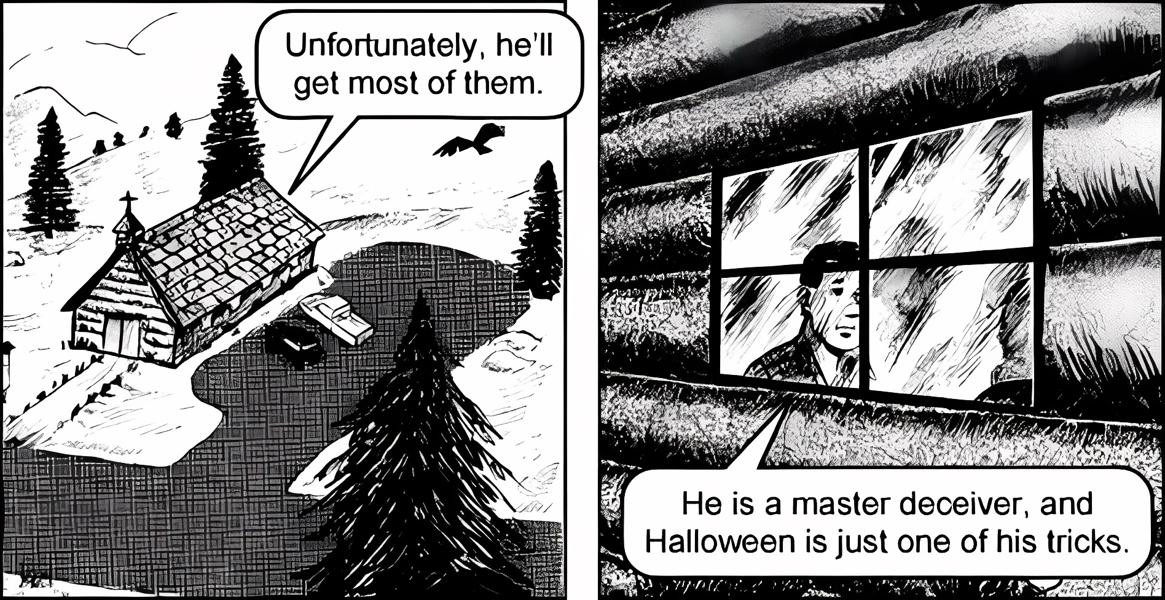 Unfortunately, he'll
get most of them.
He is a master deceiver, and
Halloween is just one of his tricks.